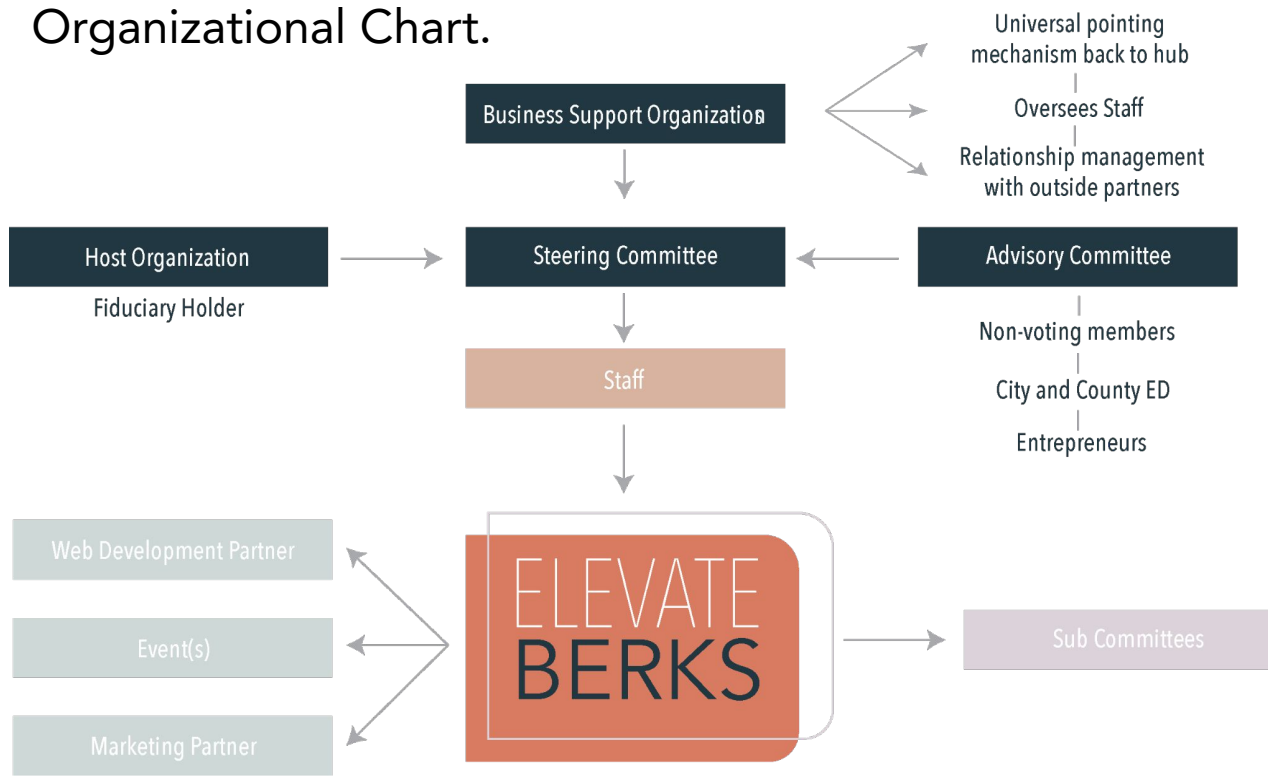 Organizational Chart.
Universal pointing
mechanism back to hub
Business Support Organizations
Oversees Staff
Relationship management
with outside partners
Host Organization
Steering Committee
Advisory Committee
Fiduciary Holder
Non-voting members
Staff
City and County ED
Entrepreneurs
Web Development Partner
Event(s)
Marketing Partner
ELEVATE
BERKS
Sub Committees